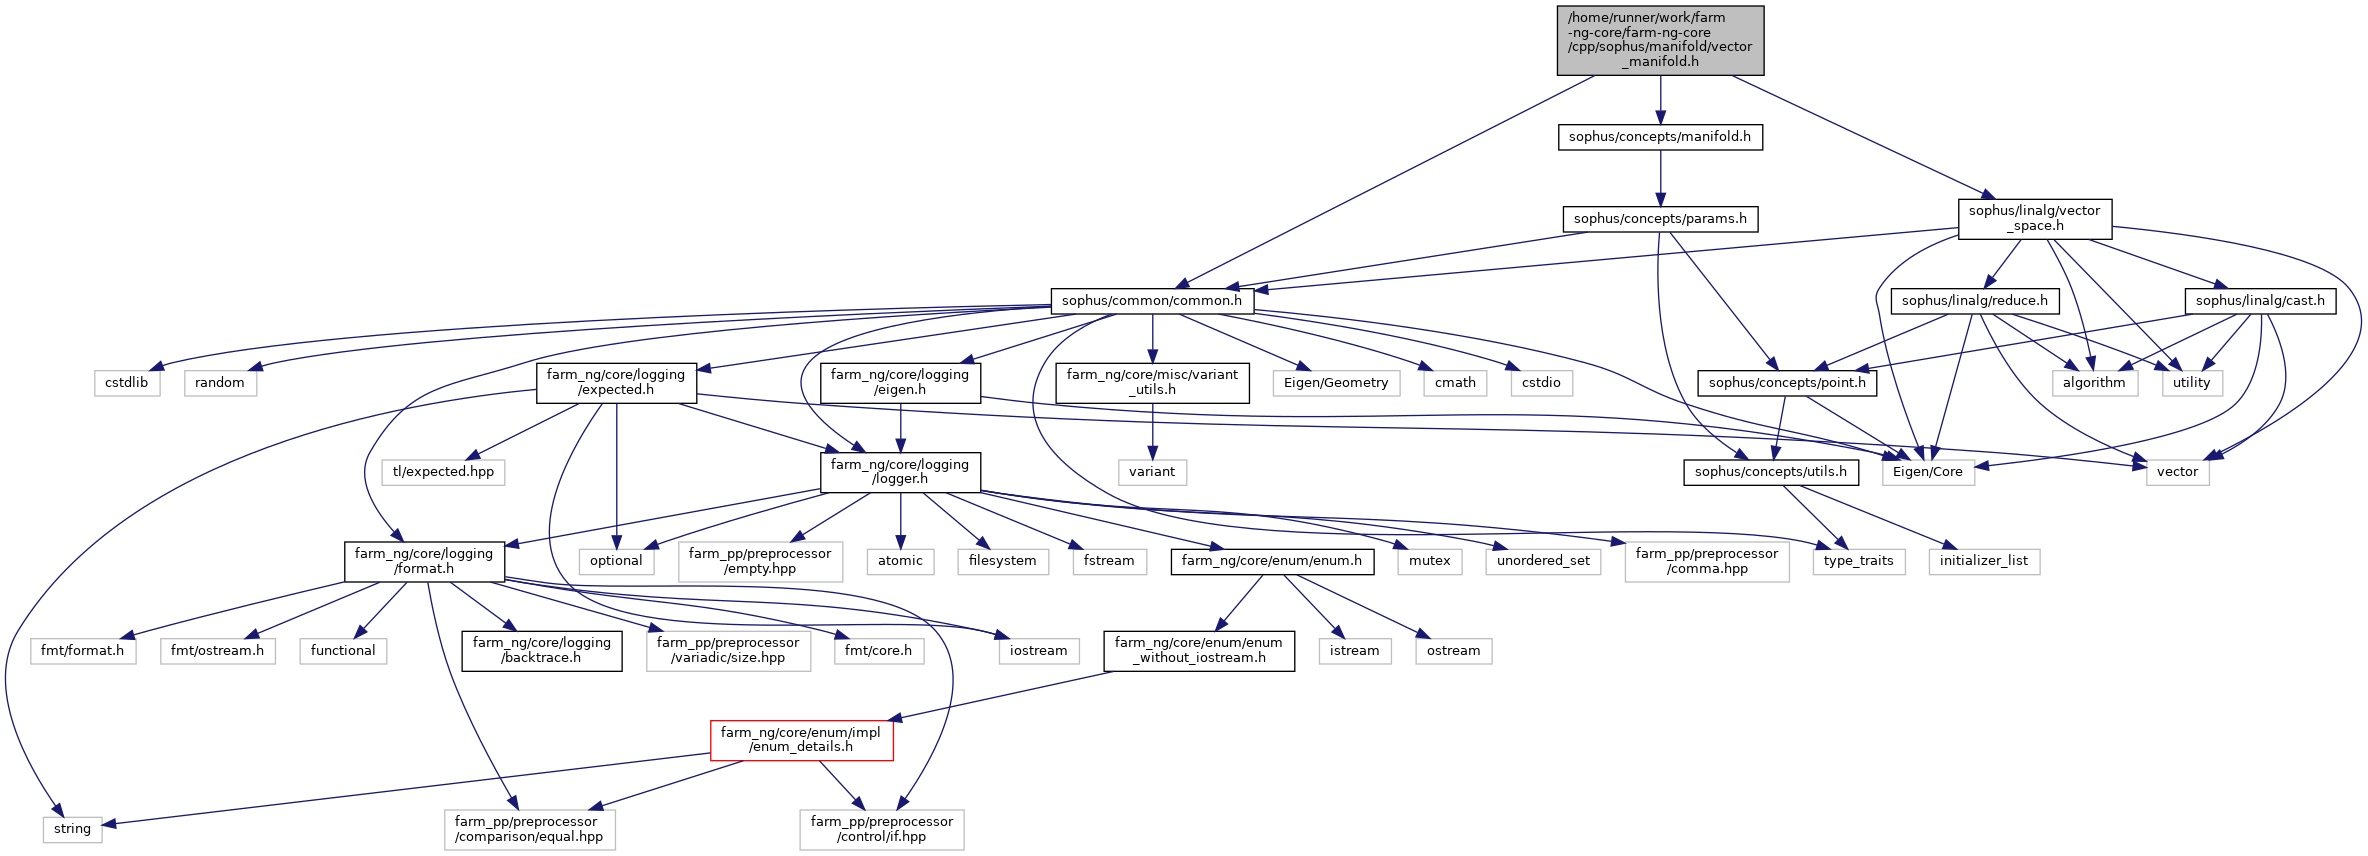 /home/runner/work/farm
-ng-core/farm-ng-core
/cpp/sophus/manifold/vector
_manifold.h
sophus/concepts/manifold.h
sophus/concepts/params.h
sophus/linalg/vector
_space.h
sophus/common/common.h
sophus/linalg/reduce.h
sophus/linalg/cast.h
cstdlib
random
farm_ng/core/logging
/expected.h
farm_ng/core/logging
/eigen.h
farm_ng/core/misc/variant
_utils.h
Eigen/Geometry
cmath
cstdio
sophus/concepts/point.h
algorithm
utility
tl/expected.hpp
farm_ng/core/logging
/logger.h
variant
sophus/concepts/utils.h
Eigen/Core
vector
farm_ng/core/logging
/format.h
optional
farm_pp/preprocessor
/empty.hpp
atomic
filesystem
fstream
farm_ng/core/enum/enum.h
mutex
unordered_set
farm_pp/preprocessor
/comma.hpp
type_traits
initializer_list
fmt/format.h
fmt/ostream.h
functional
farm_ng/core/logging
/backtrace.h
farm_pp/preprocessor
/variadic/size.hpp
fmt/core.h
iostream
farm_ng/core/enum/enum
_without_iostream.h
istream
ostream
farm_ng/core/enum/impl
/enum_details.h
string
farm_pp/preprocessor
/comparison/equal.hpp
farm_pp/preprocessor
/control/if.hpp